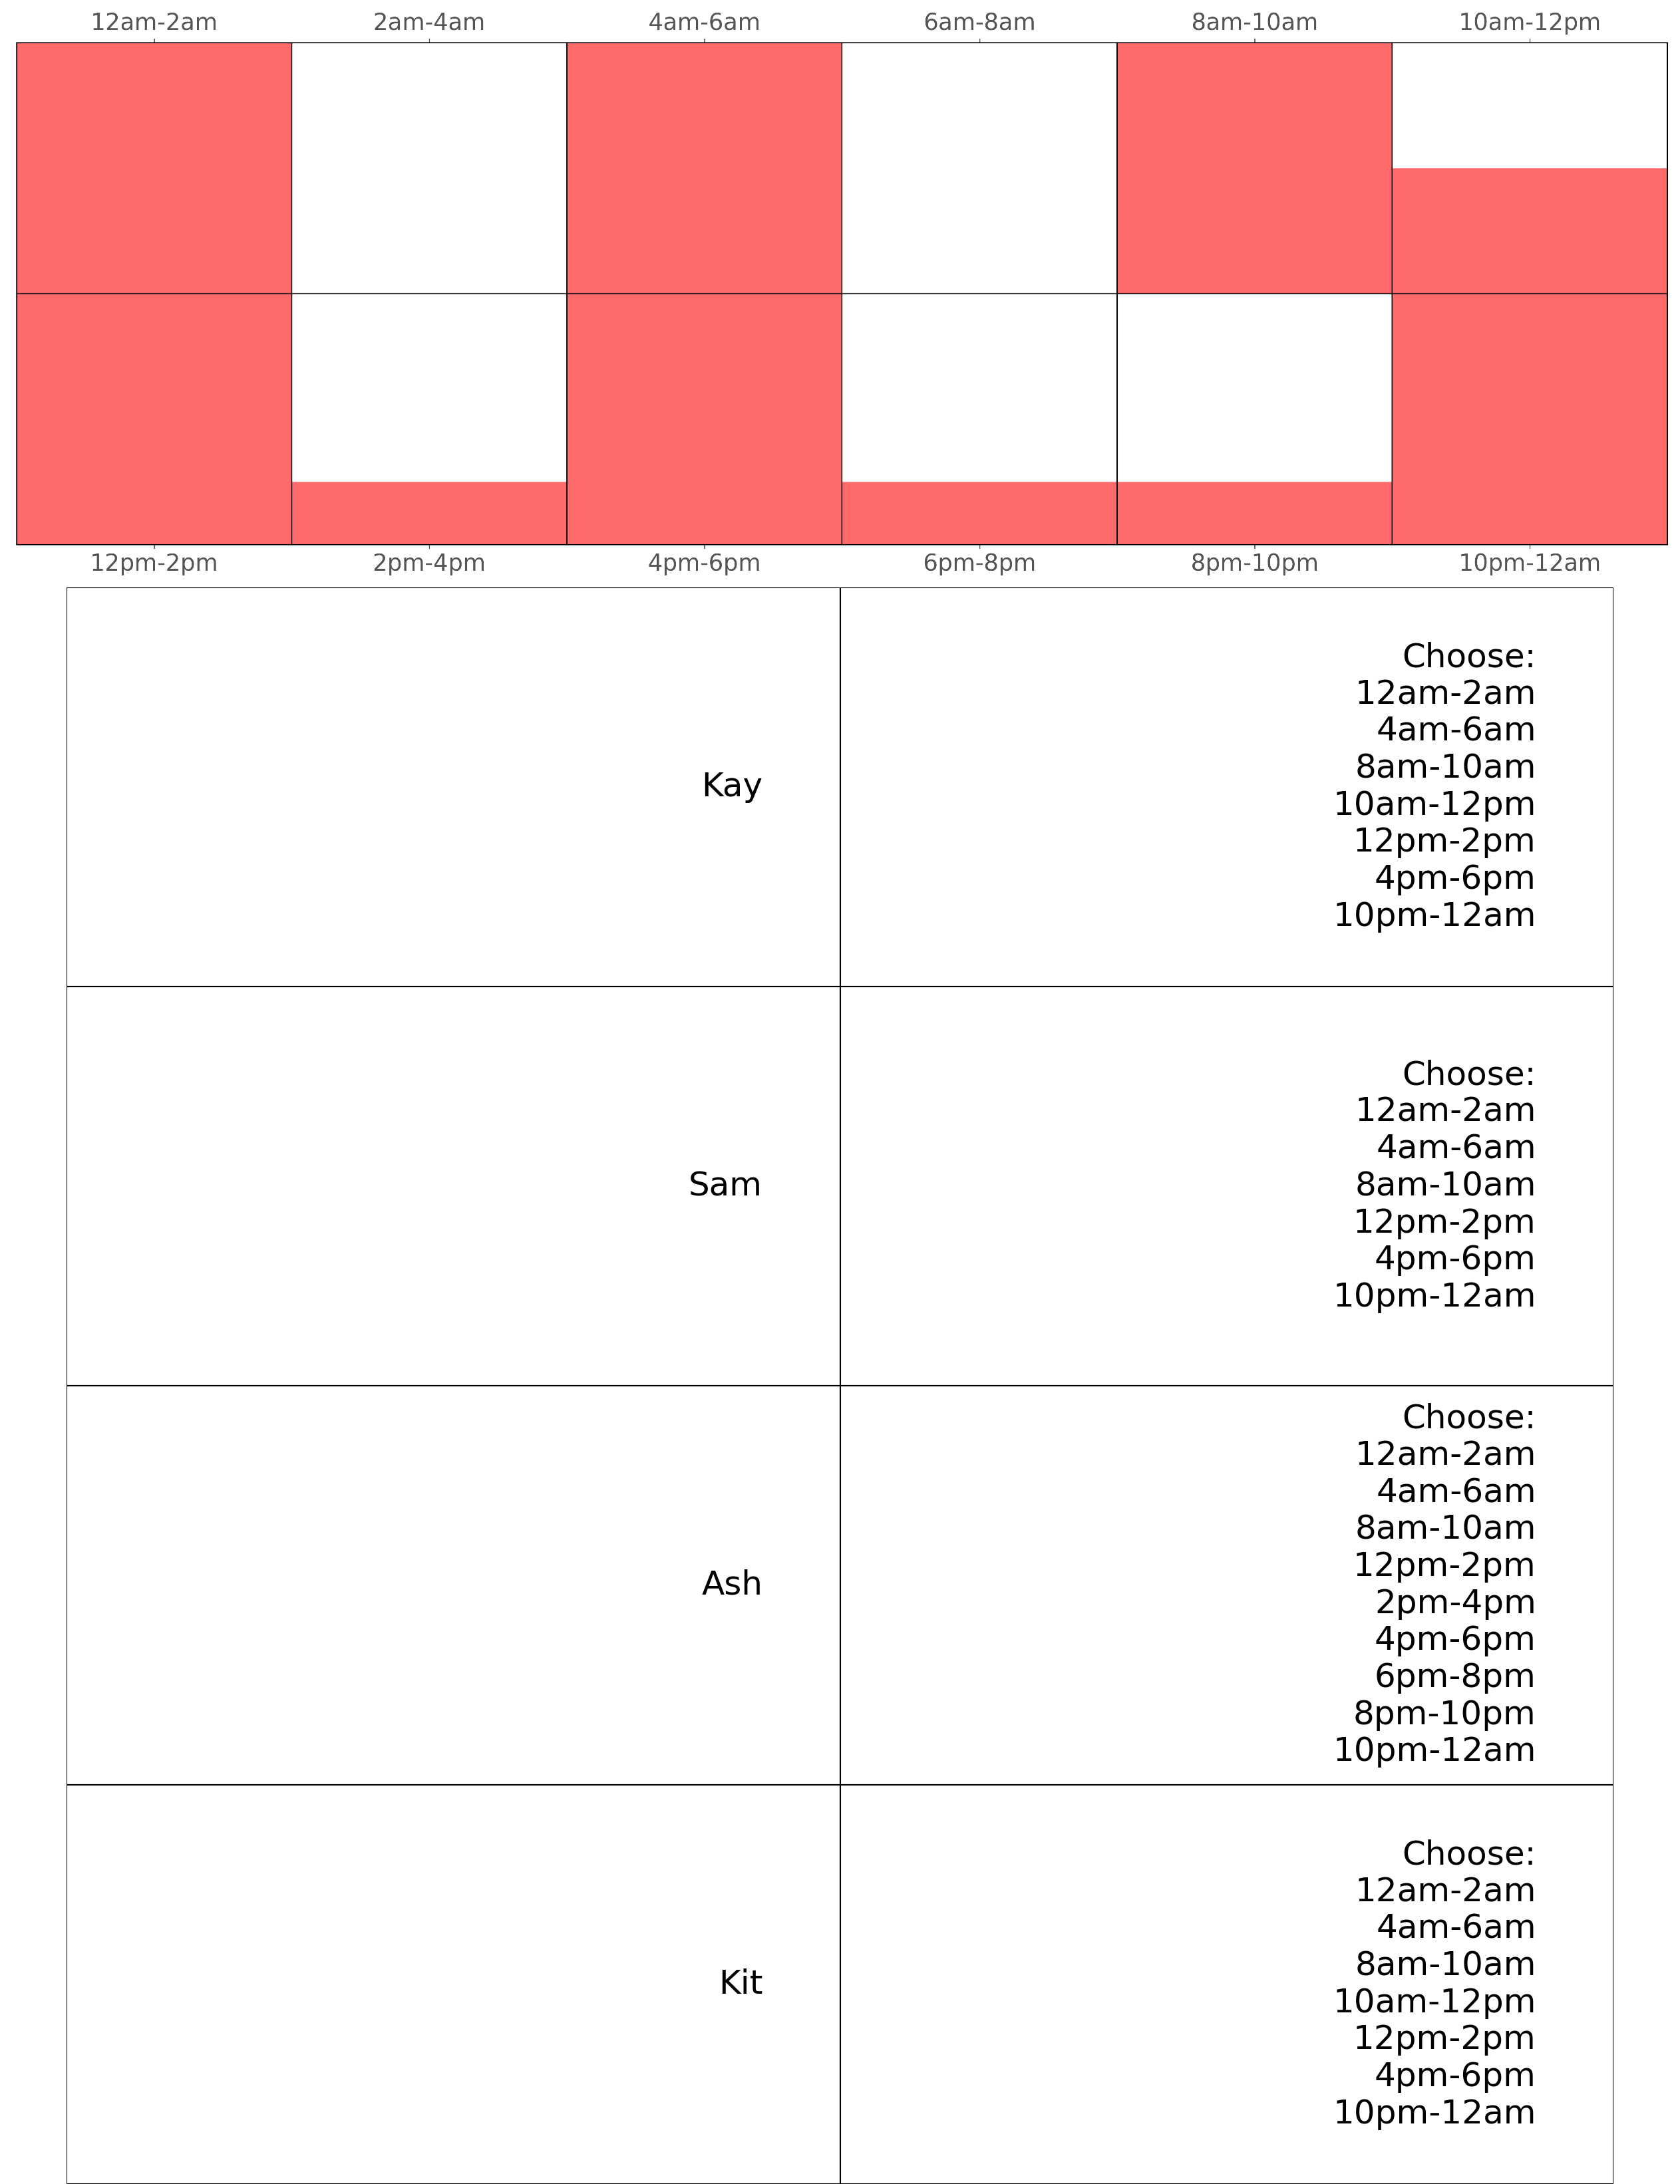 12am-2am 2am-4am 4am-6am 6am-8am 8am-10am 10am-12pm
12pm-2pm 2pm-4pm 4pm-6pm 6pm-8pm 8pm-10pm 10pm-12am
Kay
Choose:
12am-2am
4am-6am
8am-10am
10am-12pm
12pm-2pm
4pm-6pm
10pm-12am
Sam
Choose:
12am-2am
4am-6am
8am-10am
12pm-2pm
4pm-6pm
10pm-12am
Ash
Choose:
12am-2am
4am-6am
8am-10am
12pm-2pm
2pm-4pm
4pm-6pm
6pm-8pm
8pm-10pm
10pm-12am
Kit
Choose:
12am-2am
4am-6am
8am-10am
10am-12pm
12pm-2pm
4pm-6pm
10pm-12am